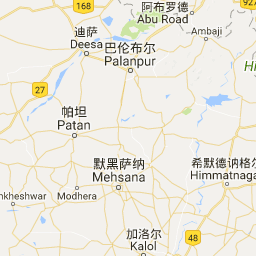 168
阿布罗德
Abu Road
927
迪萨
Deesa
Ambaji
巴伦布尔
Palanpur
27
帕坦
Patan
默黑萨纳
Mehsana
希默德讷格尔
Himmatnaga
nkheshwar
Modhera
加洛尔
Kalol
48